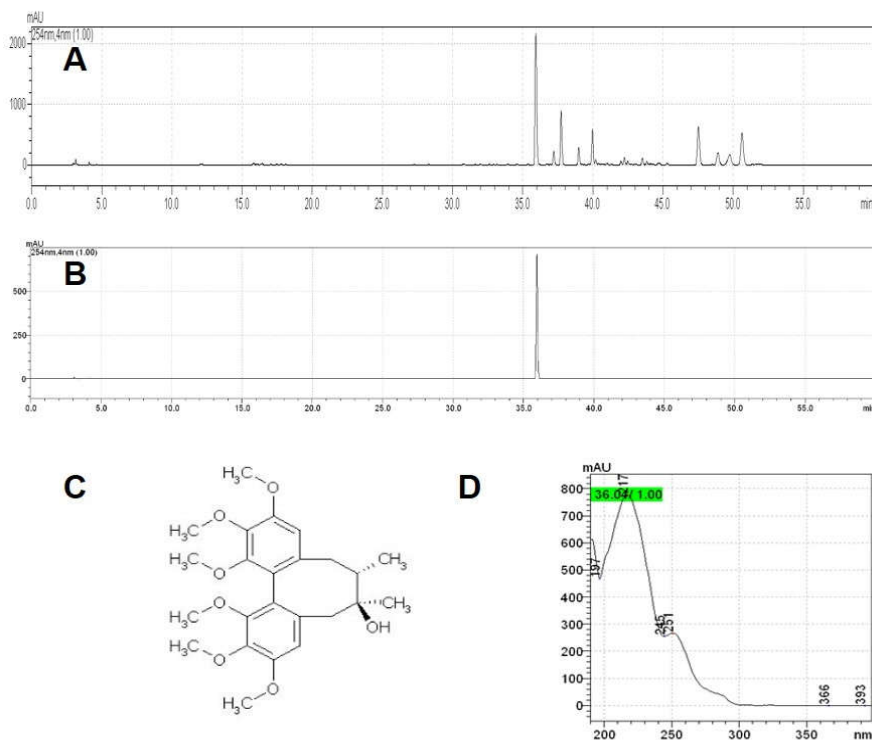 mAU
254nm,4nm (1.00)
A
2000
1000
0
0.0 5.0 10.0 15.0 20.0 25.0 30.0 35.0 40.0 45.0 50.0 55.0 min
mAU
254nm,4nm (1.00)
B
500
250
0
0.0 5.0 10.0 15.0 20.0 25.0 30.0 35.0 40.0 45.0 50.0 55.0 min
C
H₃C O
H₃C O
H₃C O
CH₃
H₃C O
CH₃
OH
H₃C O
O
H₃C
D
mAU
36.04/ 1.00
217
197
245
251
366
393
800
700
600
500
400
300
200
100
0
200 250 300 350 nm